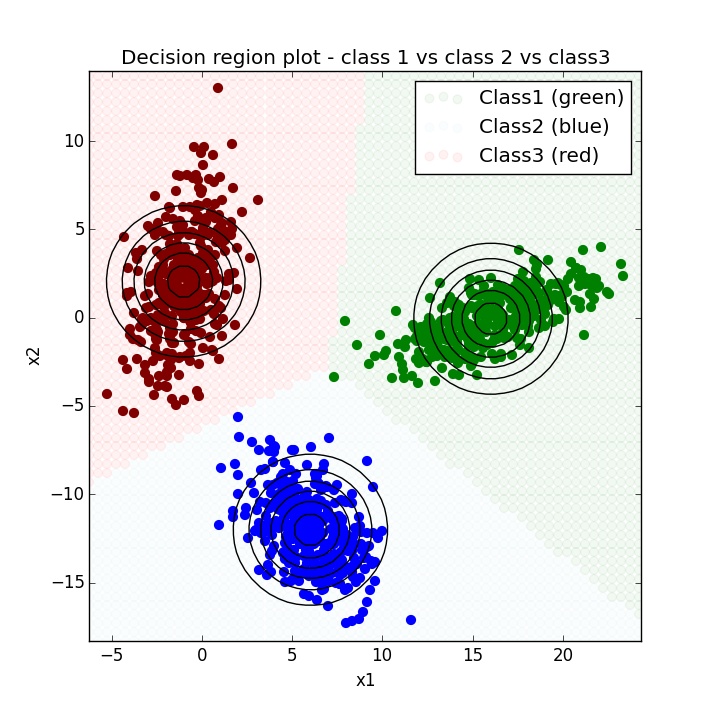 Decision region plot - class 1 vs class 2 vs class3
Class1 (green)
Class2 (blue)
Class3 (red)
10
5
0
−5
−10
−15
x2
−5
0
5
10
15
20
x1